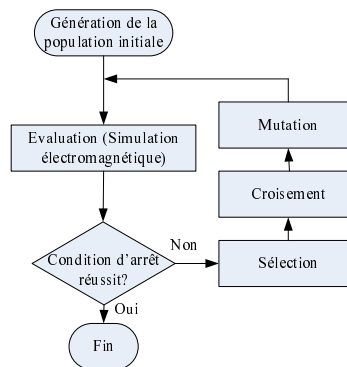 Génération de la
population initiale
Evaluation (Simulation
électromagnétique)
Condition d'arrêt
réussit?
Non
Oui
Fin
Sélection
Croisement
Mutation